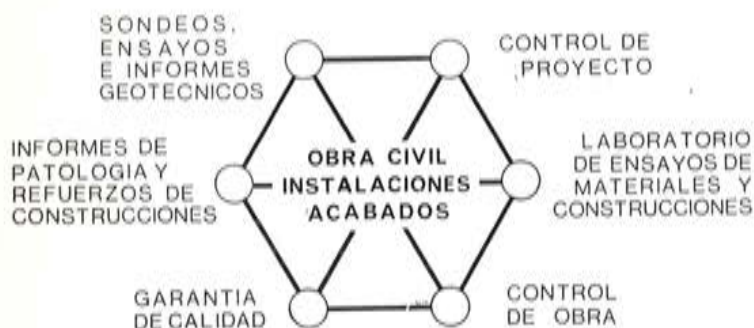 SONDEOS,
ENSAYOS
E INFORMES
GEOTECNICOS
CONTROL DE
PROYECTO
INFORMES DE
PATOLOGIA Y
REFUERZOS DE
CONSTRUCCIONES
OBRA CIVIL
INSTALACIONES
ACABADOS
LABORATORIO
DE ENSAYOS DE
MATERIALES Y
CONSTRUCCIONES
GARANTIA
DE CALIDAD
CONTROL
DE OBRA